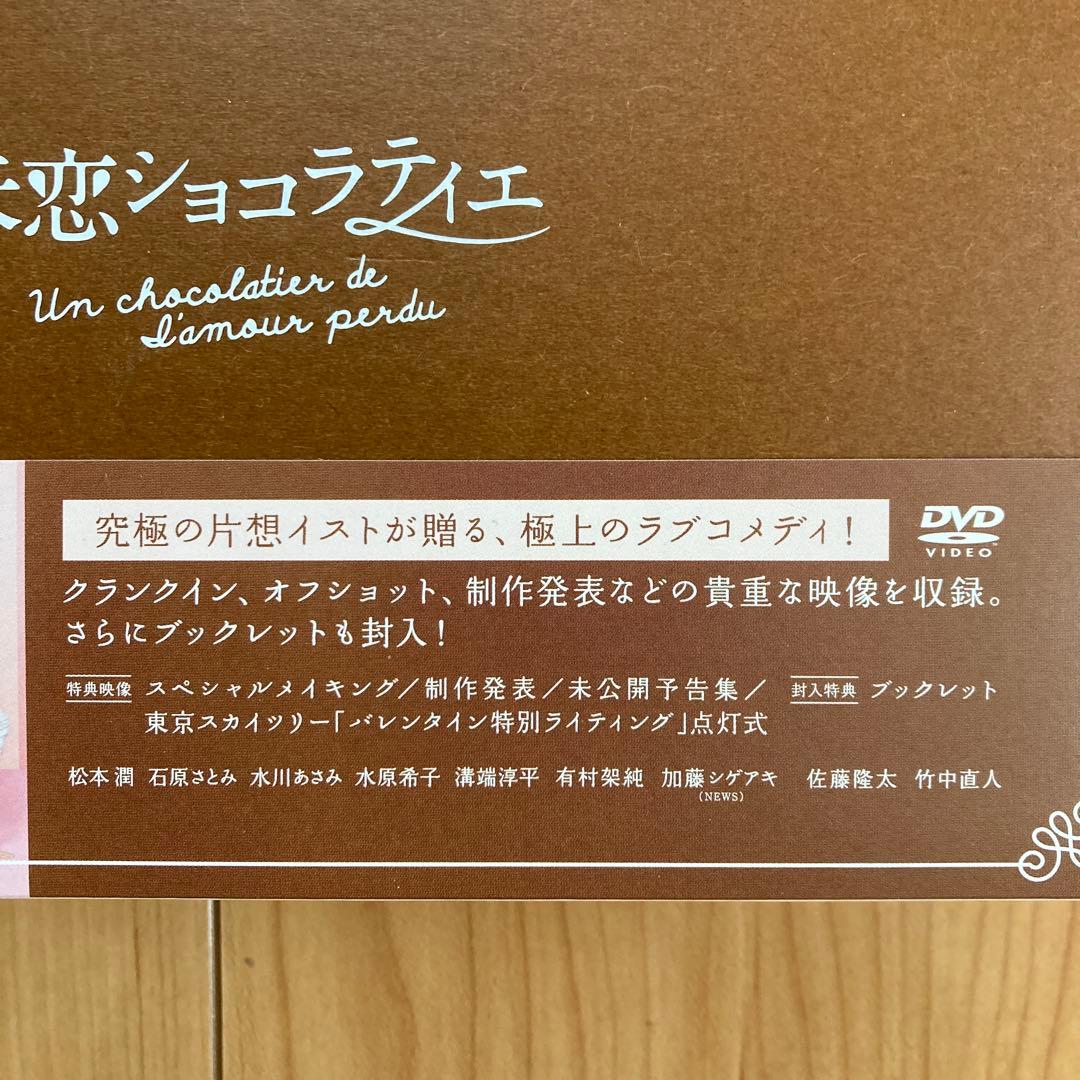 恋ショコラティエ
Un chocolatier de
l'amour perdu
究極の片想イストが贈る、極上のラブコメディ!
DVD
VIDEO
クランクイン、オフショット、制作発表などの貴重な映像を収録。
さらにブックレットも封入!
特典映像 スペシャルメイキング/制作発表/未公開予告集/ 封入特典 ブックレット
東京スカイツリー「バレンタイン特別ライティング」点灯式
松本 潤 石原さとみ 水川あさみ 水原希子 溝端淳平 有村架純 加藤シゲアキ 佐藤隆太 竹中直人
(NEWS)